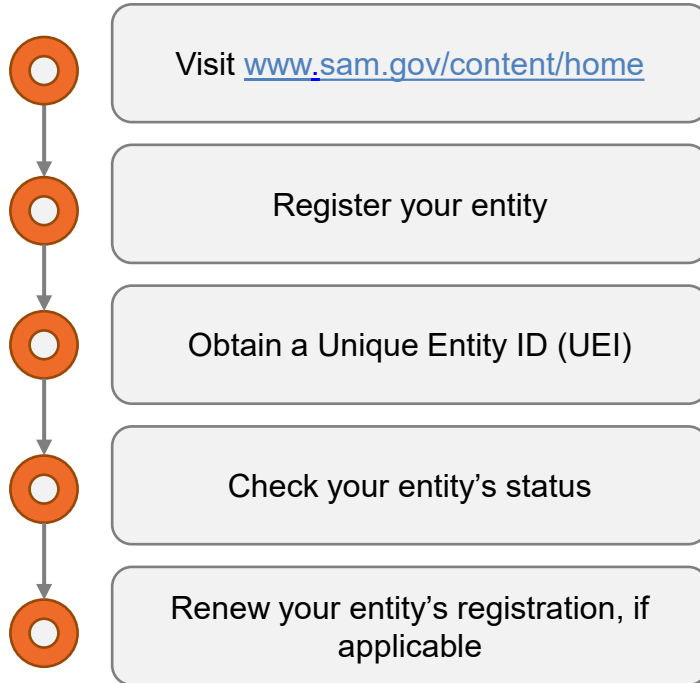 Visit www.sam.gov/content/home
Register your entity
Obtain a Unique Entity ID (UEI)
Check your entity’s status
Renew your entity’s registration, if
applicable